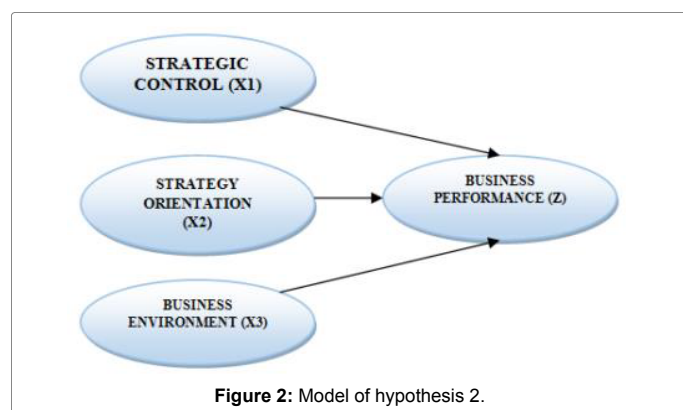 STRATEGIC
CONTROL (X1)
STRATEGY
ORIENTATION
(X2)
BUSINESS
PERFORMANCE (Z)
BUSINESS
ENVIRONMENT (X3)
Figure 2: Model of hypothesis 2.